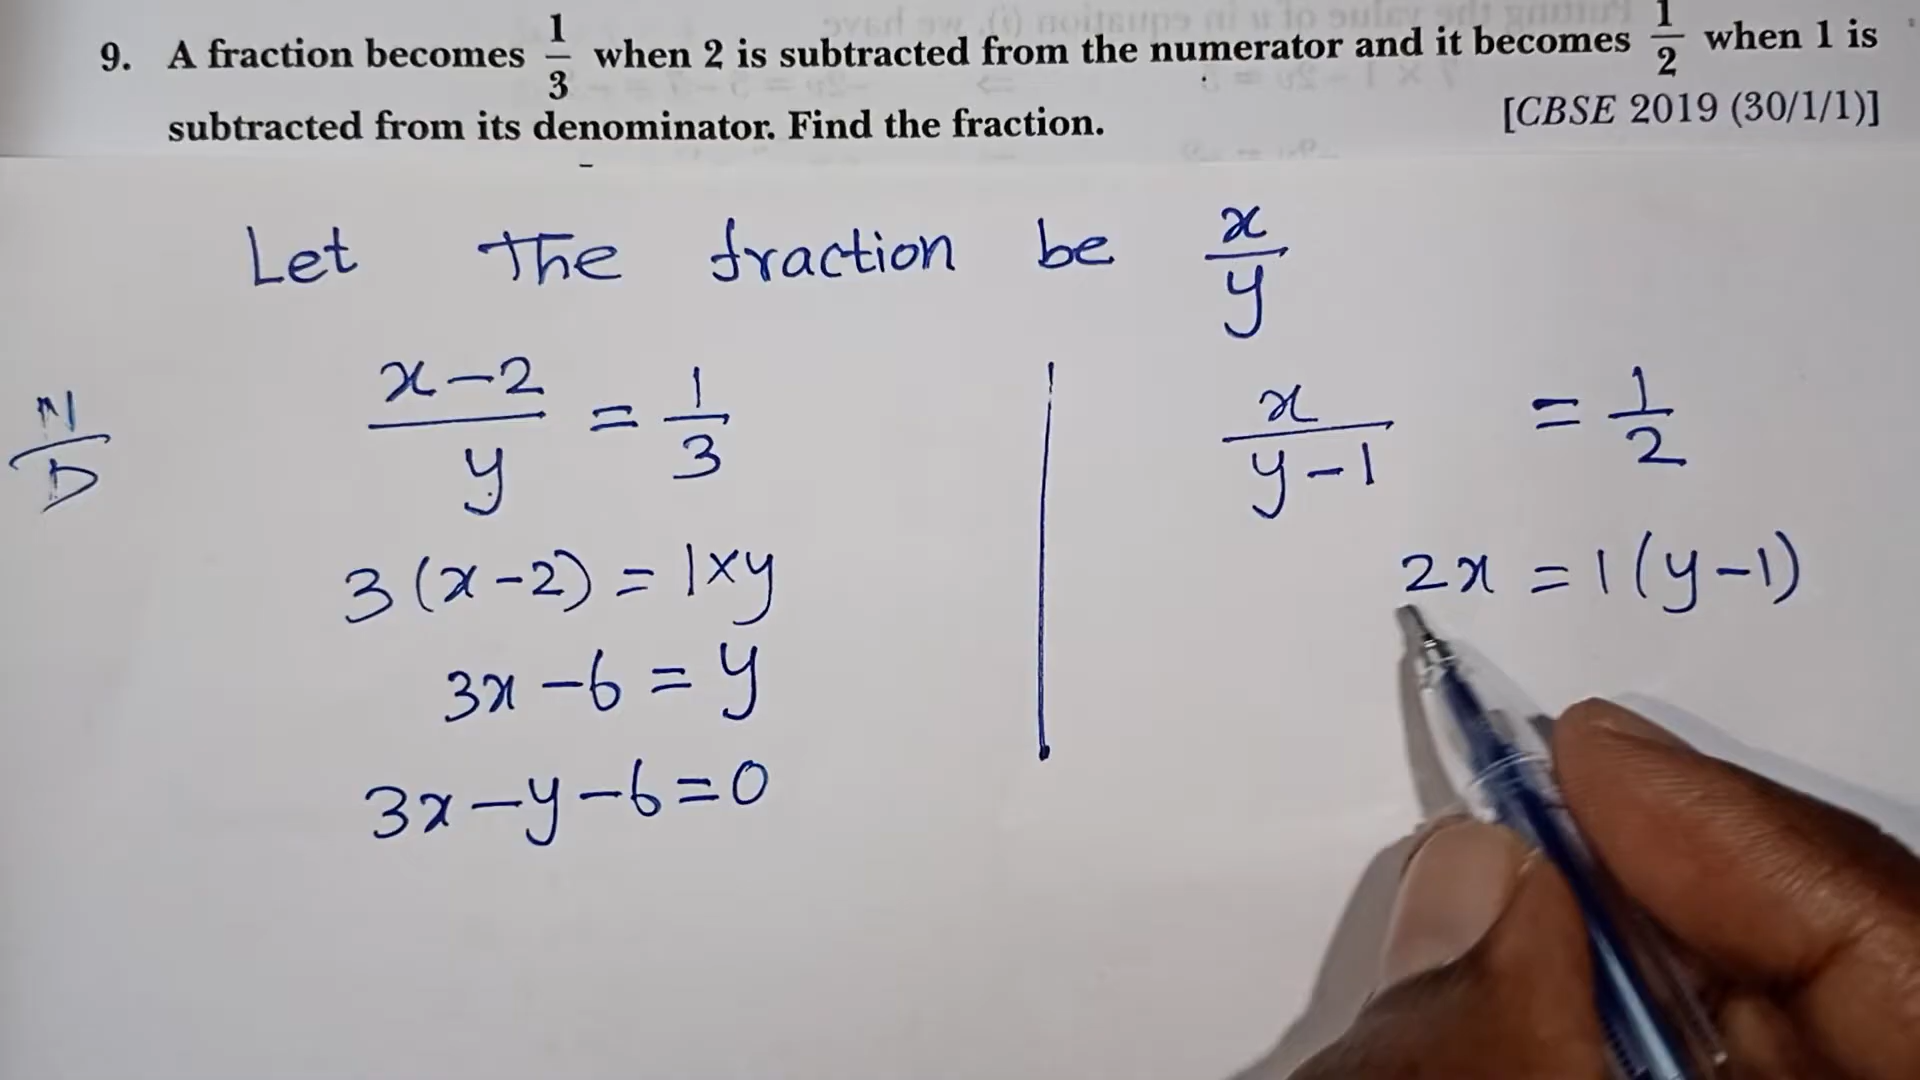 9. A fraction becomes 1/3 when 2 is subtracted from the numerator and it becomes 1/2 when 1 is
subtracted from its denominator. Find the fraction. [CBSE 2019 (30/1/1)]
Let The fraction be x/y
N/D
(x-2)/y = 1/3
3(x-2) = 1×y
3x-6 = y
3x-y-6=0
x/(y-1) = 1/2
2x = 1(y-1)